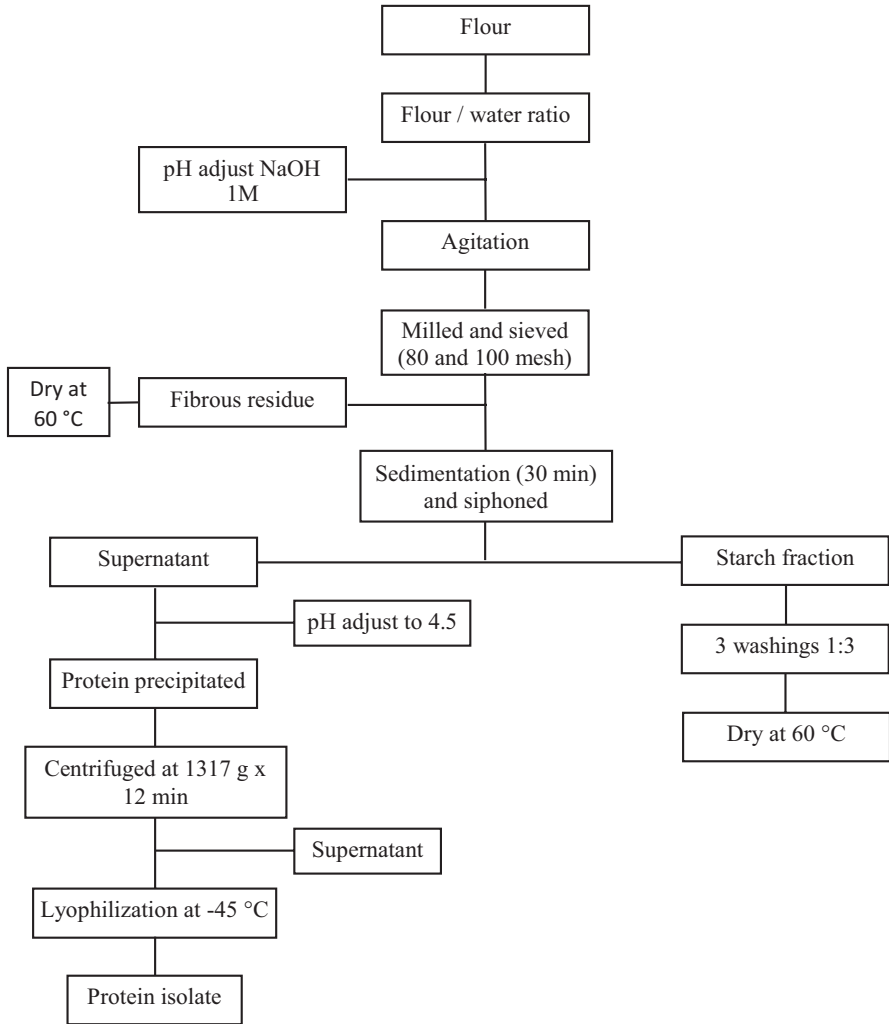 Flour
Flour / water ratio
pH adjust NaOH
1M
Agitation
Milled and sieved
(80 and 100 mesh)
Dry at
60 °C
Fibrous residue
Sedimentation (30 min)
and siphoned
Supernatant
Starch fraction
pH adjust to 4.5
3 washings 1:3
Protein precipitated
Dry at 60 °C
Centrifuged at 1317 g x
12 min
Supernatant
Lyophilization at -45 °C
Protein isolate